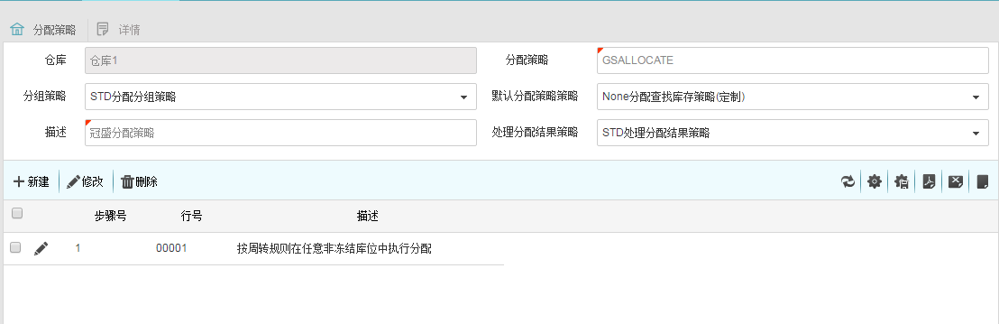 分配策略 详情
仓库 仓库1 分配策略 GSALLOCATE
分组策略 STD分配分组策略 默认分配策略策略 None分配查找库存策略(定制)
描述 冠盛分配策略 处理分配结果策略 STD处理分配结果策略
新建 修改 删除
步骤号 行号 描述
1 00001 按周转规则在任意非冻结库位中执行分配